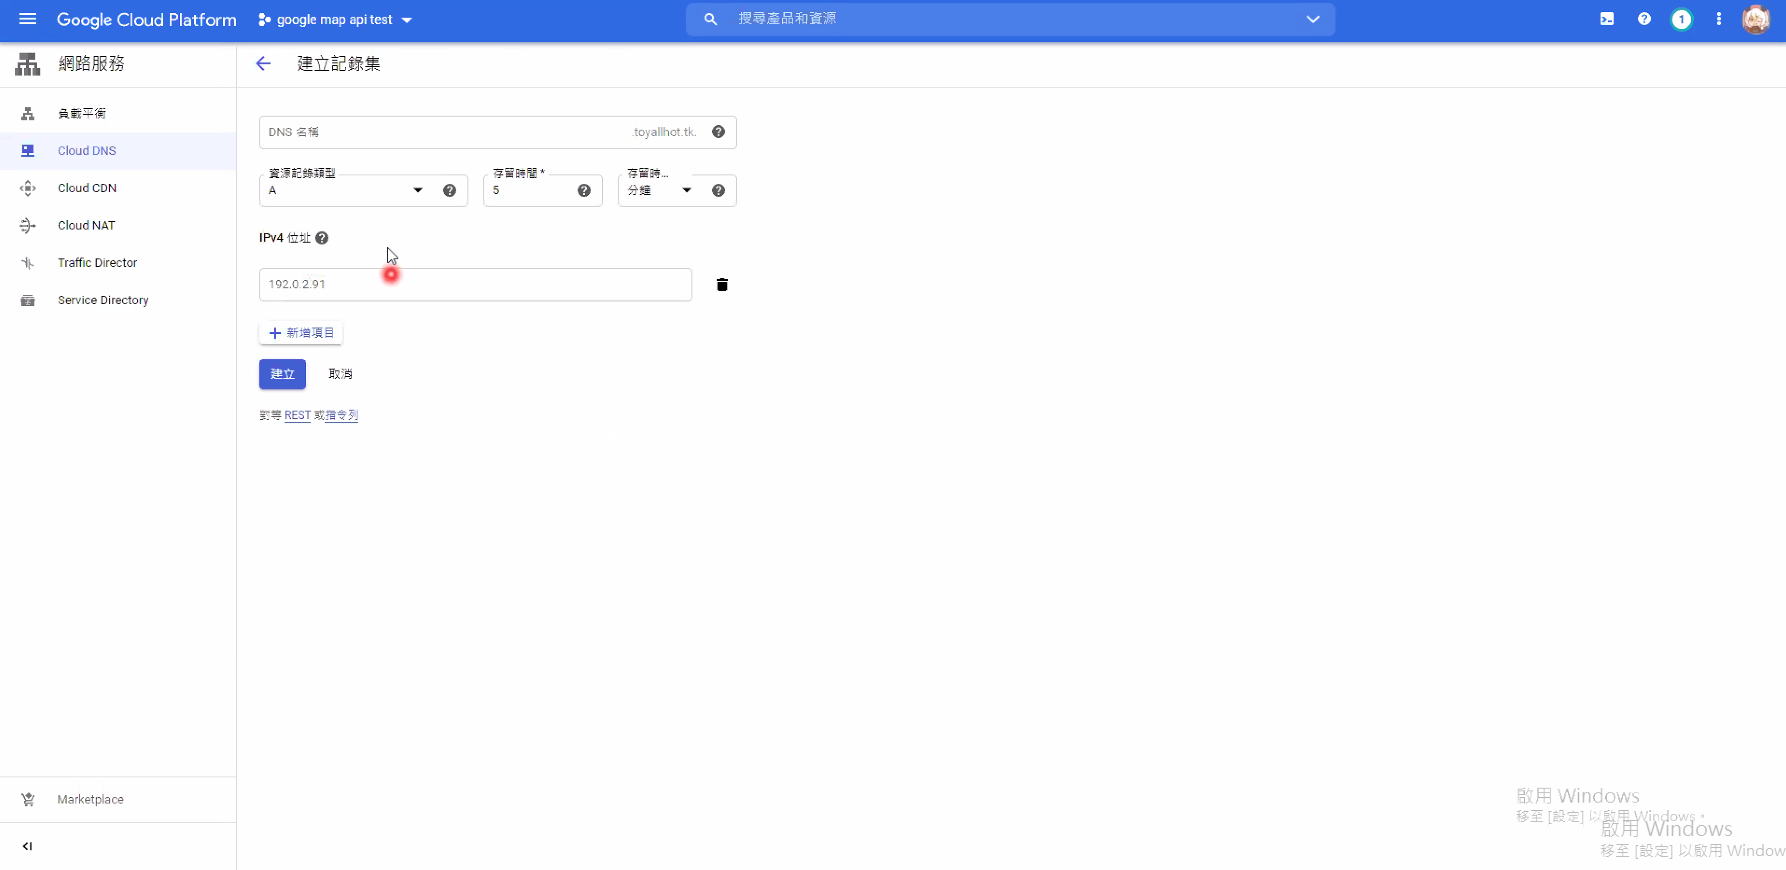 Google Cloud Platform
google map api test
搜尋產品和資源
1
網路服務
建立記錄集
負載平衡
Cloud DNS
Cloud CDN
Cloud NAT
Traffic Director
Service Directory
DNS 名稱
.toyallhot.tk.
資源記錄類型
A
存留時間 *
5
存留時...
分鐘
IPv4 位址
192.0.2.91
新增項目
建立
取消
對等 REST 或指令列
Marketplace
啟用 Windows
移至 [設定] 以啟用 Windows。
啟用 Windows
移至 [設定] 以啟用 Window